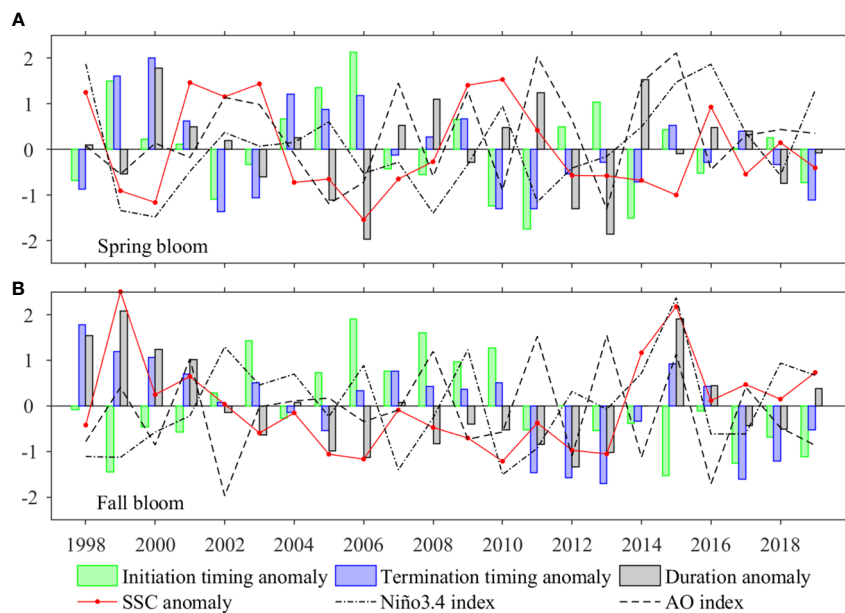 A
2
1
0
-1
-2
Spring bloom
B
2
1
0
-1
-2
Fall bloom
1998 2000 2002 2004 2006 2008 2010 2012 2014 2016 2018
Initiation timing anomaly Termination timing anomaly Duration anomaly
SSC anomaly Niño3.4 index AO index